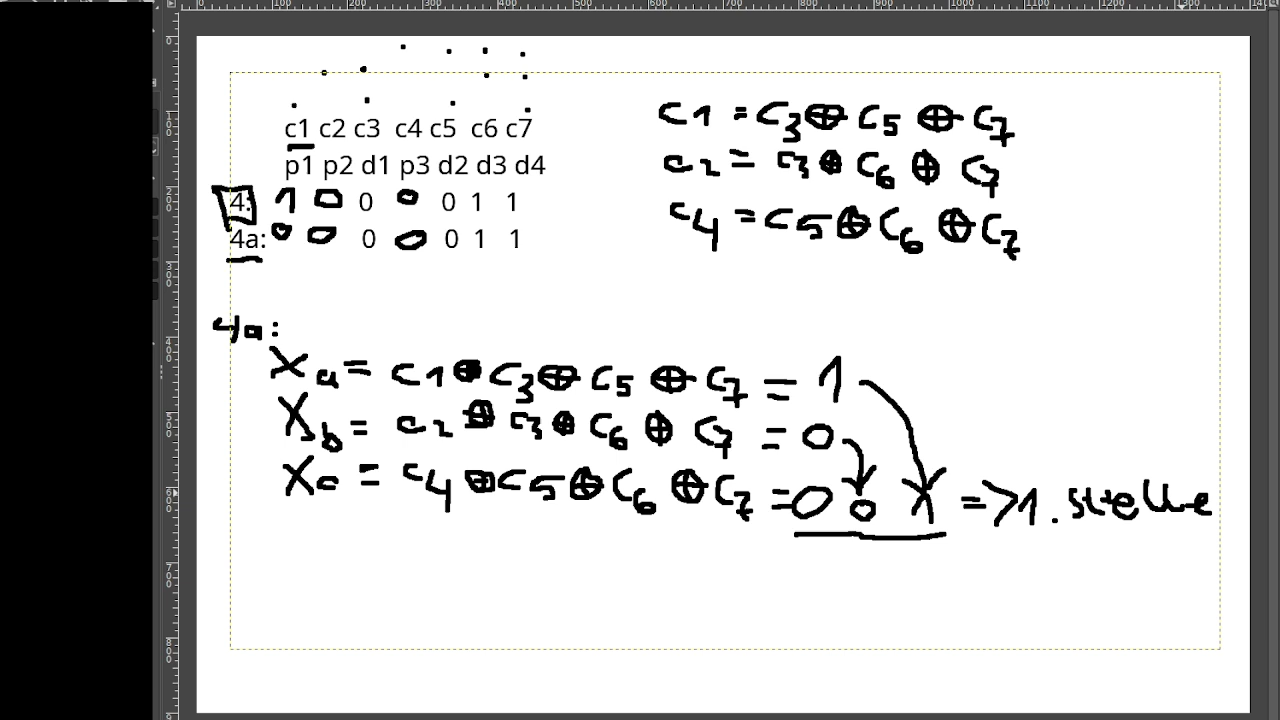 c1 c2 c3 c4 c5 c6 c7
p1 p2 d1 p3 d2 d3 d4
4: 1 0 0 0 0 1 1
4a: 0 0 0 0 0 1 1
c1 = c3 ⊕ c5 ⊕ c7
c2 = c3 ⊕ c6 ⊕ c7
c4 = c5 ⊕ c6 ⊕ c7
4a:
Xa = c1 ⊕ c3 ⊕ c5 ⊕ c7 = 1
Xb = c2 ⊕ c3 ⊕ c6 ⊕ c7 = 0
Xc = c4 ⊕ c5 ⊕ c6 ⊕ c7 = 0 0 1 => 1. stelle